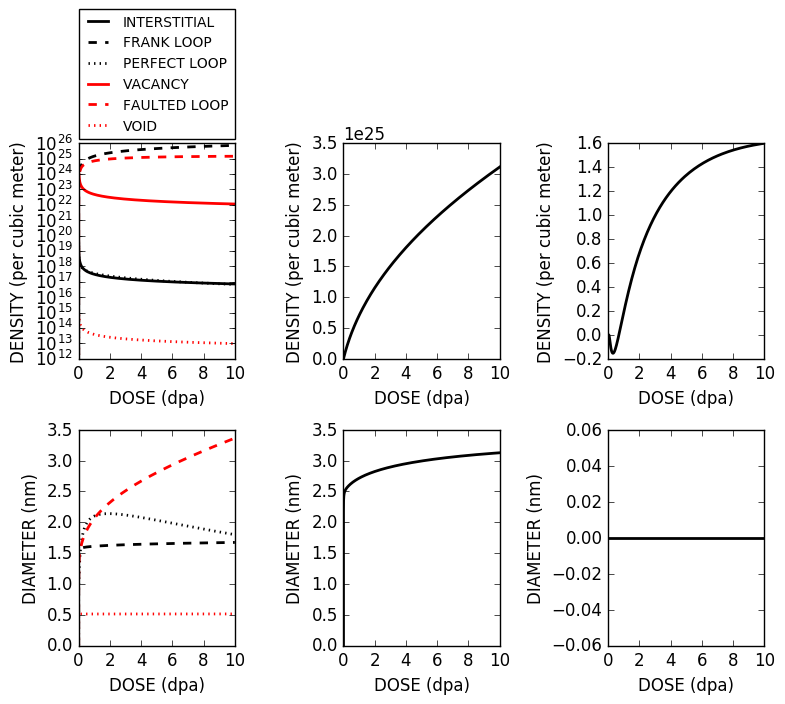 INTERSTITIAL
FRANK LOOP
PERFECT LOOP
VACANCY
FAULTED LOOP
VOID
DENSITY (per cubic meter)
10^26
10^25
10^24
10^23
10^22
10^21
10^20
10^19
10^18
10^17
10^16
10^15
10^14
10^13
10^12
0 2 4 6 8 10
DOSE (dpa)
1e25
DENSITY (per cubic meter)
3.5
3.0
2.5
2.0
1.5
1.0
0.5
0.0
0 2 4 6 8 10
DOSE (dpa)
DENSITY (per cubic meter)
1.6
1.4
1.2
1.0
0.8
0.6
0.4
0.2
0.0
−0.2
0 2 4 6 8 10
DOSE (dpa)
DIAMETER (nm)
3.5
3.0
2.5
2.0
1.5
1.0
0.5
0.0
0 2 4 6 8 10
DOSE (dpa)
DIAMETER (nm)
3.5
3.0
2.5
2.0
1.5
1.0
0.5
0.0
0 2 4 6 8 10
DOSE (dpa)
DIAMETER (nm)
0.06
0.04
0.02
0.00
−0.02
−0.04
−0.06
0 2 4 6 8 10
DOSE (dpa)